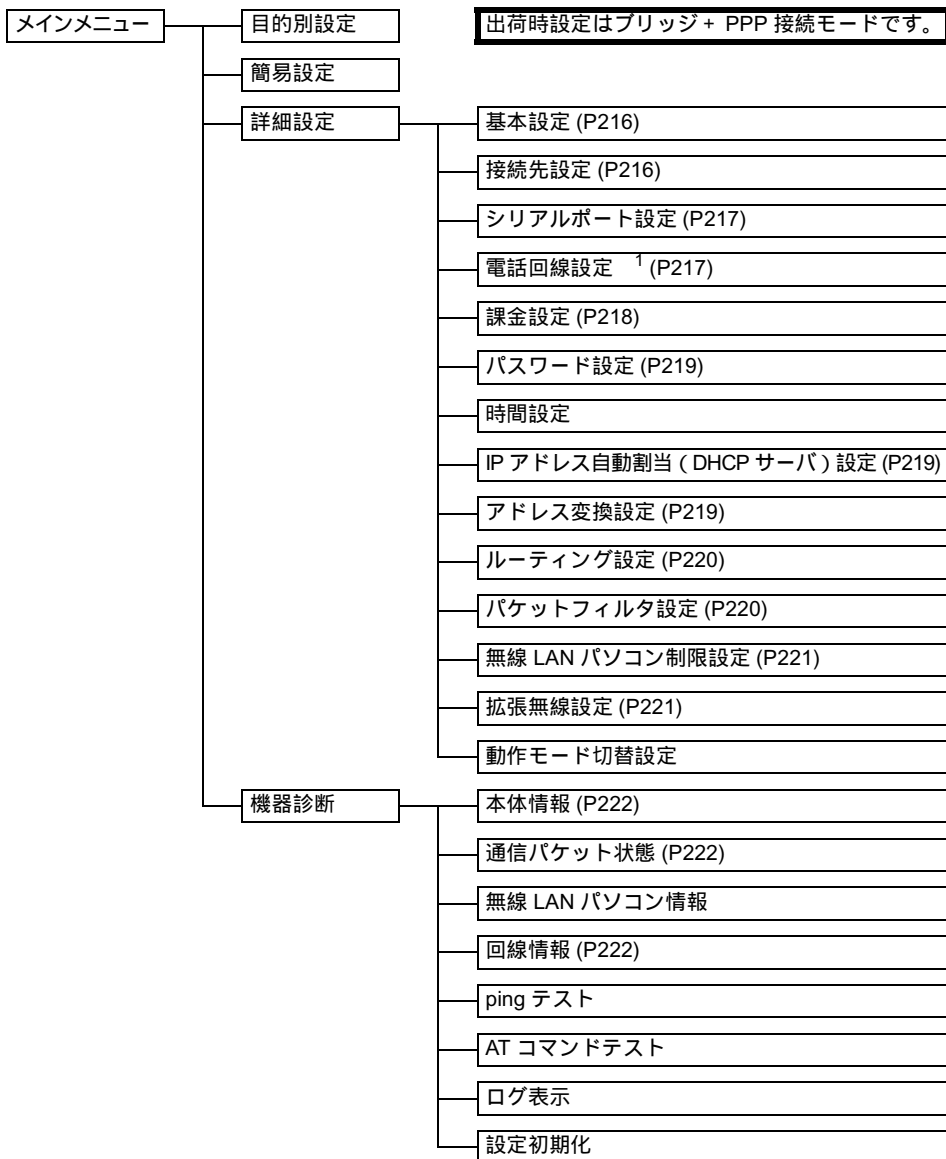 メインメニュー
目的別設定
出荷時設定はブリッジ + PPP 接続モードです。
簡易設定
詳細設定
基本設定 (P216)
接続先設定 (P216)
シリアルポート設定 (P217)
電話回線設定 1 (P217)
課金設定 (P218)
パスワード設定 (P219)
時間設定
IP アドレス自動割当 ( DHCP サーバ ) 設定 (P219)
アドレス変換設定 (P219)
ルーティング設定 (P220)
パケットフィルタ設定 (P220)
無線 LAN パソコン制限設定 (P221)
拡張無線設定 (P221)
動作モード切替設定
機器診断
本体情報 (P222)
通信パケット状態 (P222)
無線 LAN パソコン情報
回線情報 (P222)
ping テスト
AT コマンドテスト
ログ表示
設定初期化